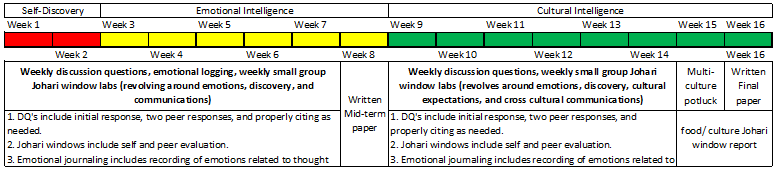 Self-Discovery Emotional Intelligence Cultural Intelligence
Week 1 Week 3 Week 5 Week 7 Week 9 Week 11 Week 13 Week 15 Week 16
Week 2 Week 4 Week 6 Week 8 Week 10 Week 12 Week 14 Week 16
Weekly discussion questions, emotional logging, weekly small group
Johari window labs (revolving around emotions, discovery, and
communications)
1. DQ's include initial response, two peer responses, and properly citing as
needed.
2. Johari windows include self and peer evaluation.
3. Emotional journaling includes recording of emotions related to thought
Written
Mid-term
paper
Weekly discussion questions, weekly small group Johari
window labs (revolves around emotions, discovery, cultural
expectations, and cross cultural communications)
1. DQ's include initial response, two peer responses, and
properly citing as needed.
2. Johari windows include self and peer evaluation.
3. Emotional journaling includes recording of emotions related to
Multi-
culture
potluck
Written
Final
paper
food/ culture Johari
window report